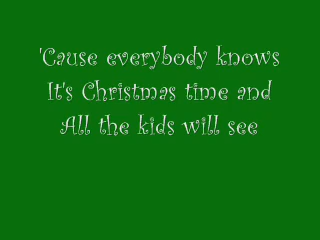 'Cause everybody knows
It's Christmas time and
All the kids will see